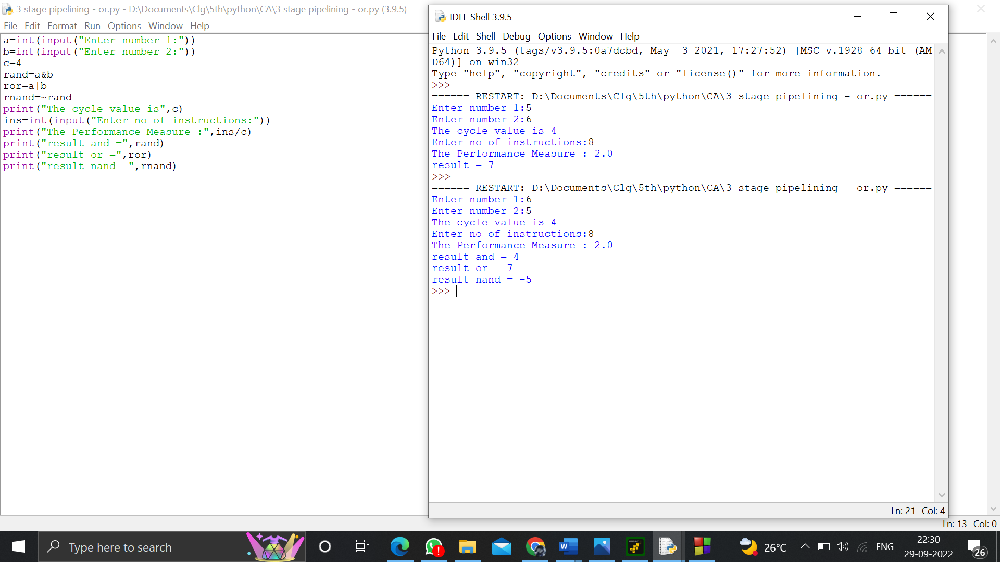 3 stage pipelining - or.py - D:\Documents\Clg\5th\python\CA\3 stage pipelining - or.py (3.9.5)
File Edit Format Run Options Window Help
a=int(input("Enter number 1:"))
b=int(input("Enter number 2:"))
c=4
rand=a&b
ror=a|b
rnand=~rand
print("The cycle value is",c)
ins=int(input("Enter no of instructions:"))
print("The Performance Measure :",ins/c)
print("result and =",rand)
print("result or =",ror)
print("result nand =",rnand)
IDLE Shell 3.9.5
File Edit Shell Debug Options Window Help
Python 3.9.5 (tags/v3.9.5:0a7dcbd, May  3 2021, 17:27:52) [MSC v.1928 64 bit (AM
D64)] on win32
Type "help", "copyright", "credits" or "license()" for more information.
>>>
====== RESTART: D:\Documents\Clg\5th\python\CA\3 stage pipelining - or.py ======
Enter number 1:5
Enter number 2:6
The cycle value is 4
Enter no of instructions:8
The Performance Measure : 2.0
result = 7
>>>
====== RESTART: D:\Documents\Clg\5th\python\CA\3 stage pipelining - or.py ======
Enter number 1:6
Enter number 2:5
The cycle value is 4
Enter no of instructions:8
The Performance Measure : 2.0
result and = 4
result or = 7
result nand = -5
>>>
Ln: 21 Col: 4
Ln: 13 Col: 0
Type here to search
26°C
ENG
22:30
29-09-2022
26